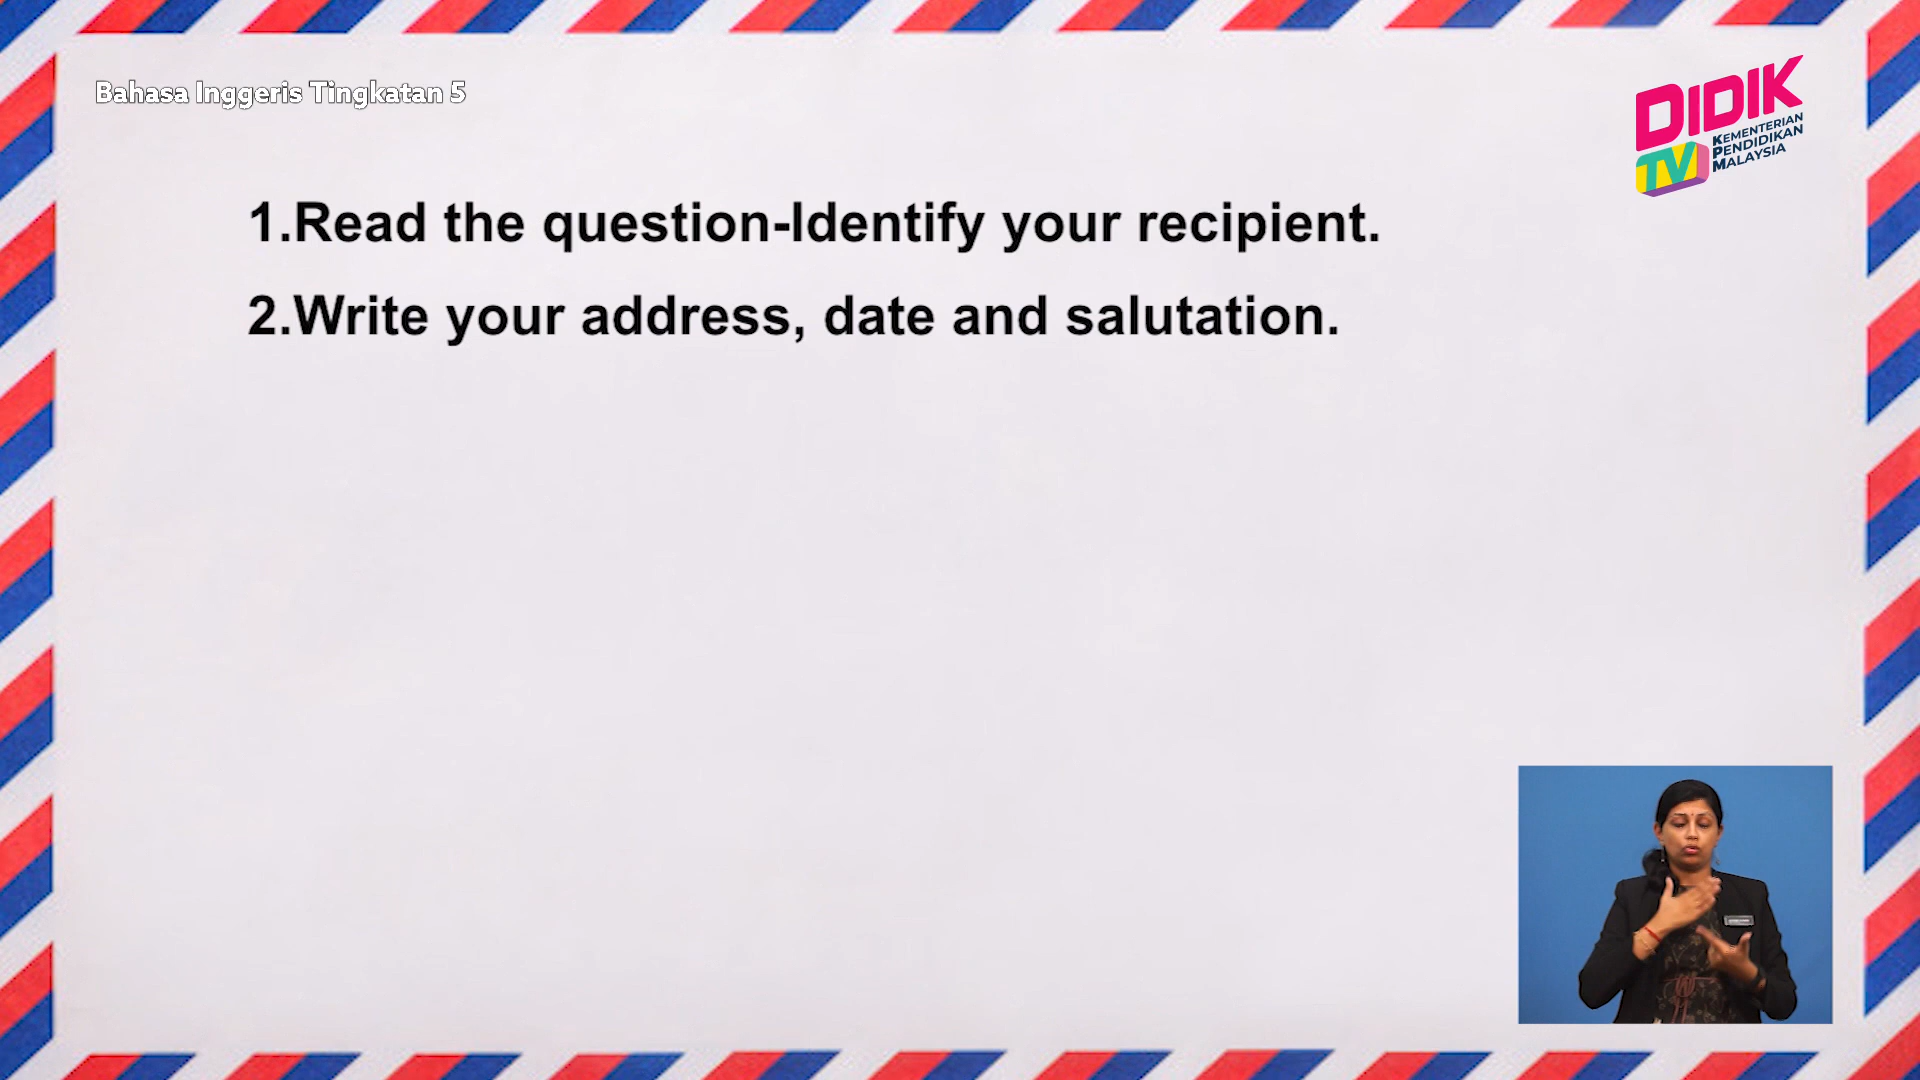 Bahasa Inggeris Tingkatan 5
DIDIK
TV
KEMENTERIAN
PENDIDIKAN
MALAYSIA
1.Read the question-Identify your recipient.
2.Write your address, date and salutation.